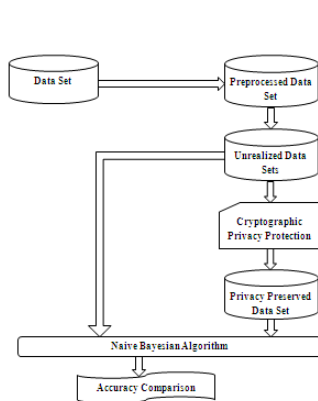 Data Set
Preprocessed Data
Set
Unrealized Data
Sets
Cryptographic
Privacy Protection
Privacy Preserved
Data Set
Naive Bayesian Algorithm
Accuracy Comparison